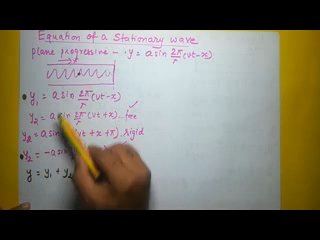 Equation of a Stationary wave
plane progressive - y = a sin 2π/r (vt-x)
y₁ = a sin 2π/r (vt-x)
y₂ = a sin 2π/r (vt+x)...free
y₂ = a sin (vt+x+π).rigid
y₂ = -a sin
y = y₁ + y₂